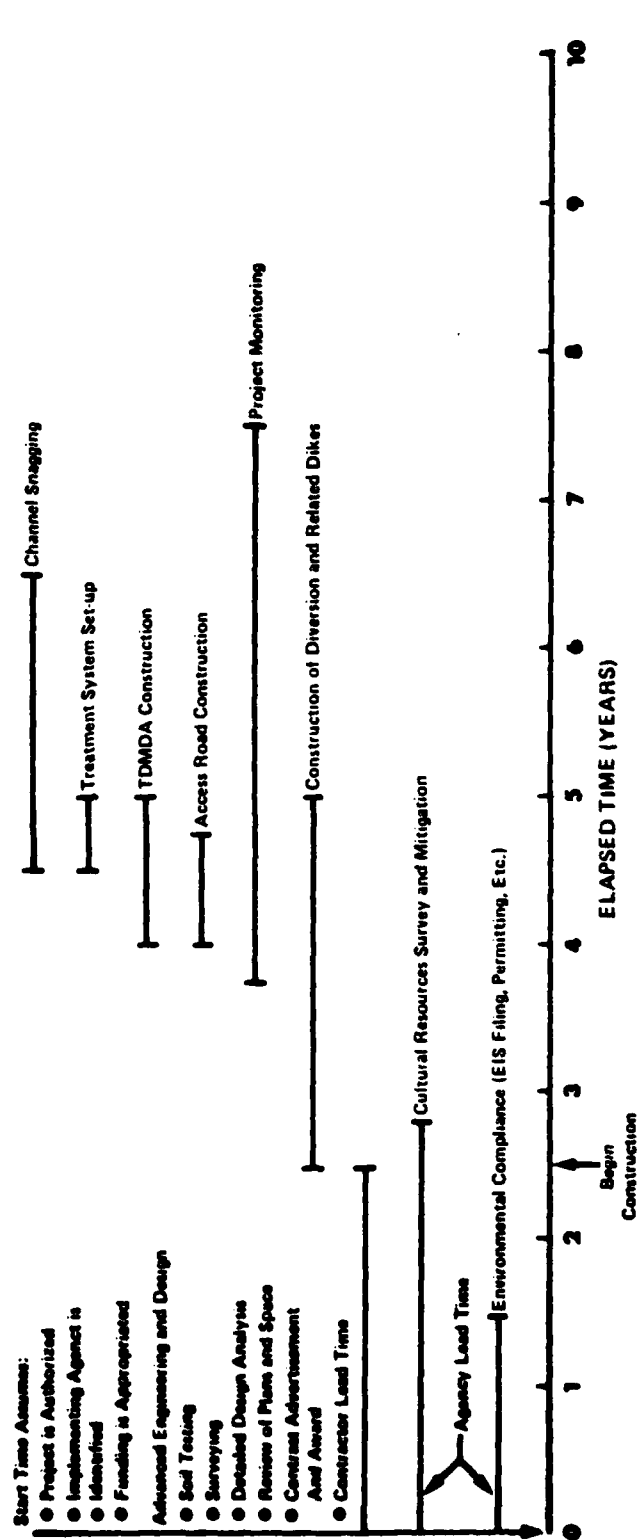 Start Time Assumes:
● Project is Authorized
● Implementing Agenct is
● Identified
● Funding is Appropriated
Advanced Engineering and Design
● Soil Testing
● Surveying
● Detailed Design Analysis
● Review of Plans and Space
● Contract Advertisement
And Award
● Contractor Lead Time
Channel Snagging
Treatment System Set-up
TDMDA Construction
Access Road Construction
Project Monitoring
Construction of Diversion and Related Dikes
Cultural Resources Survey and Mitigation
Agency Lead Time
Environmental Compliance (EIS Filing, Permitting, Etc.)
0 1 2 3 4 5 6 7 8 9 10
Begin
Construction
ELAPSED TIME (YEARS)